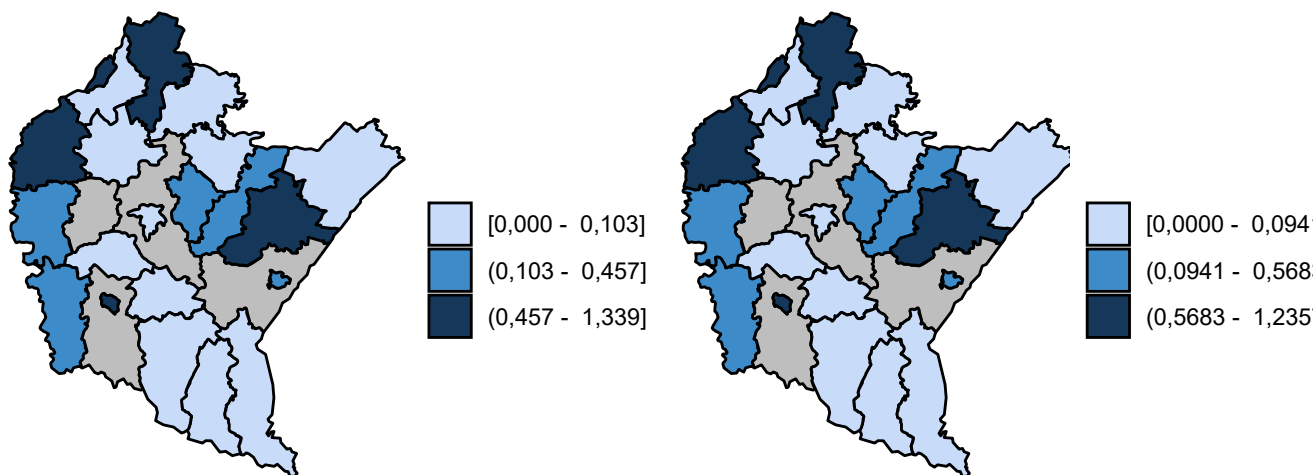 [0,000 - 0,103]
(0,103 - 0,457]
(0,457 - 1,339]
[0,0000 - 0,0941
(0,0941 - 0,568
(0,5683 - 1,235